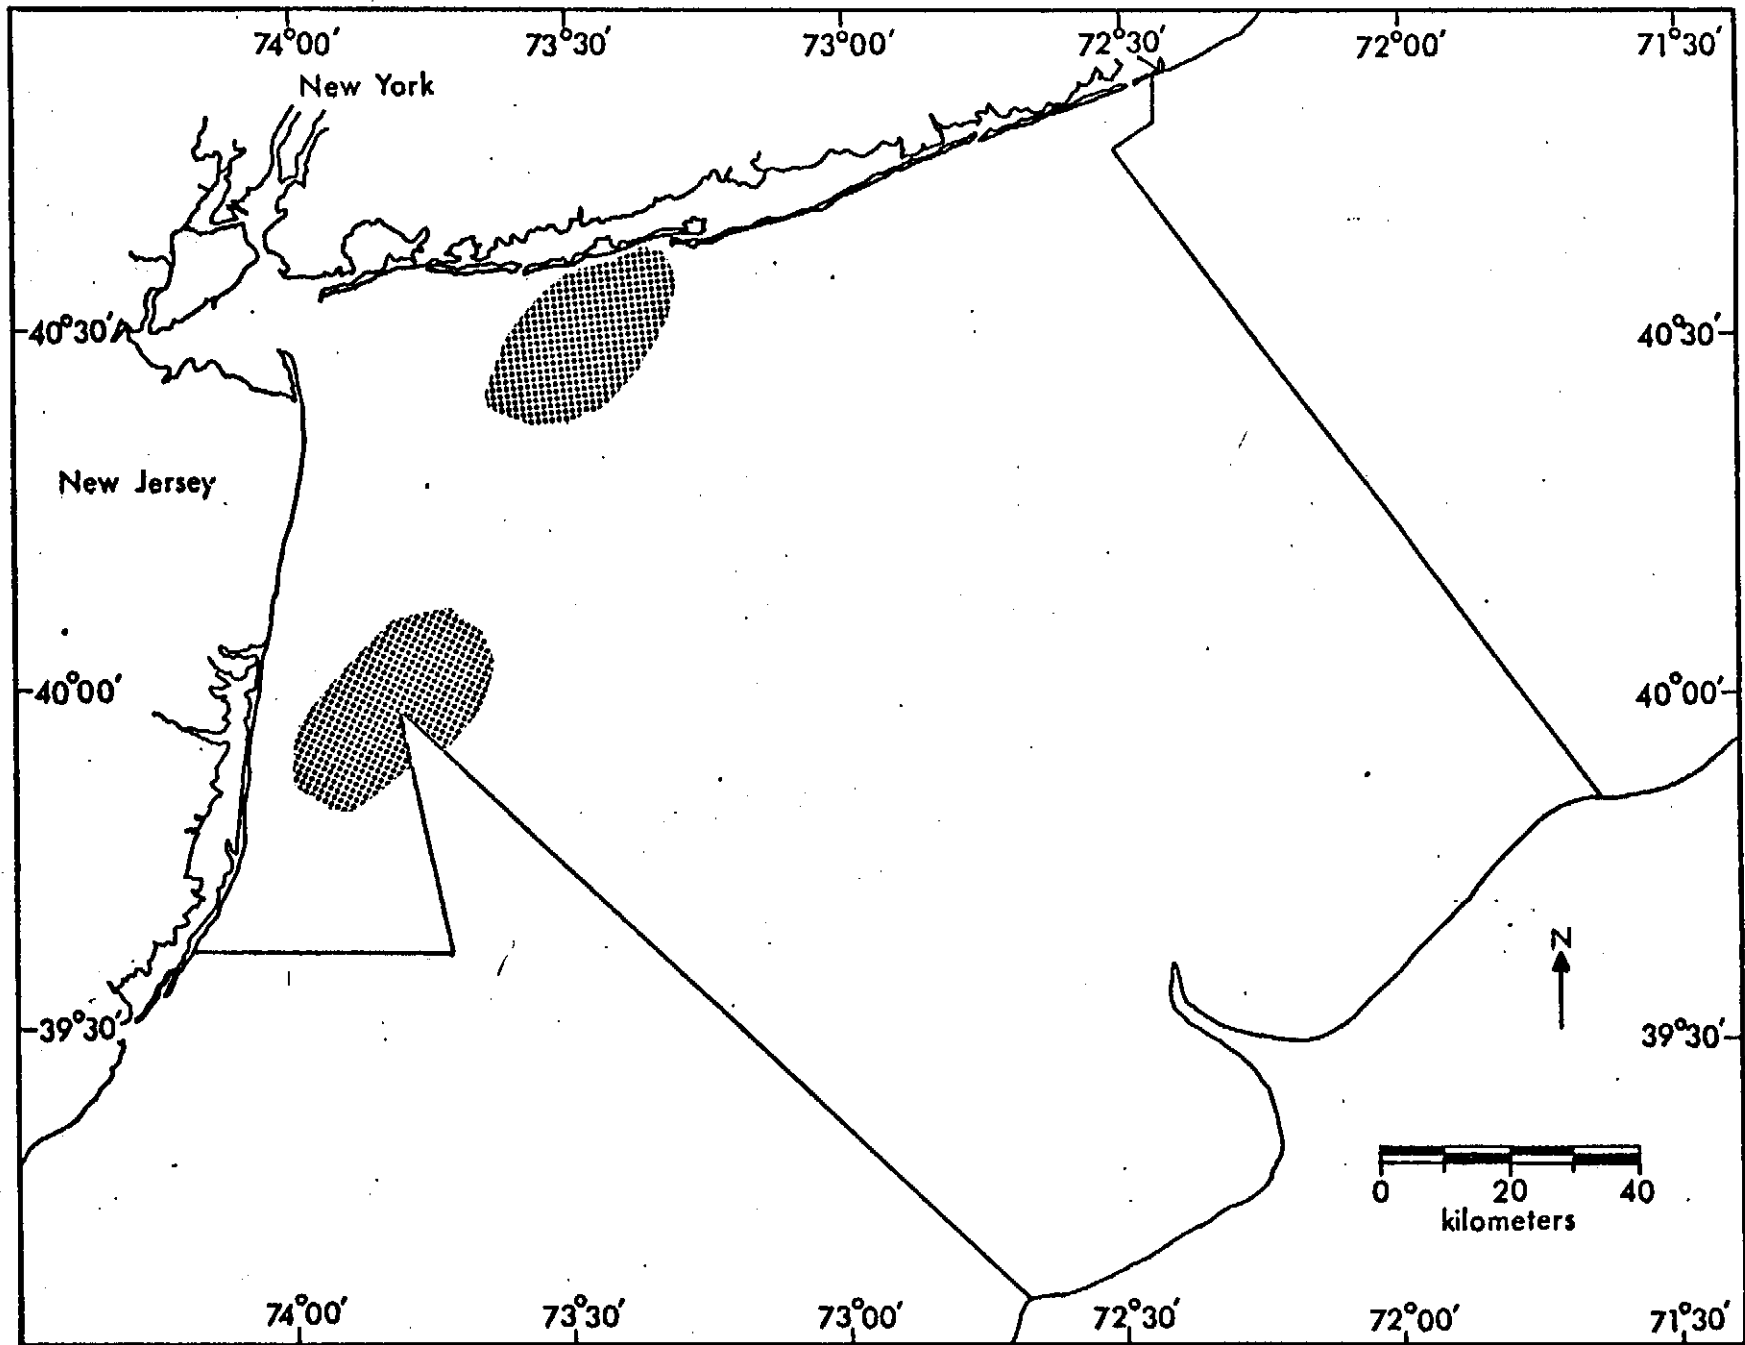 74°00′ 73°30′ 73°00′ 72°30′ 72°00′ 71°30′
New York
40°30′ 40°30′
New Jersey
40°00′ 40°00′
N
39°30′ 39°30′
0 20 40
kilometers
74°00′ 73°30′ 73°00′ 72°30′ 72°00′ 71°30′